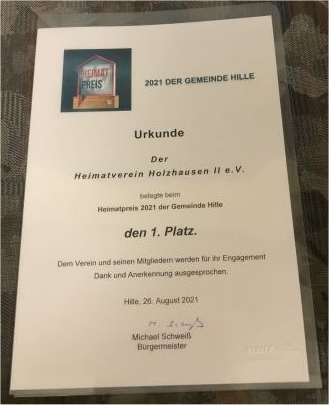 HEIMAT
PREIS
2021 DER GEMEINDE HILLE
Urkunde
Der
Heimatverein Holzhausen II e.V.
belegte beim
Heimatpreis 2021 der Gemeinde Hille
den 1. Platz.
Dem Verein und seinen Mitgliedern werden für ihr Engagement
Dank und Anerkennung ausgesprochen.
Hille, 26. August 2021
Michael Schweiß
Bürgermeister